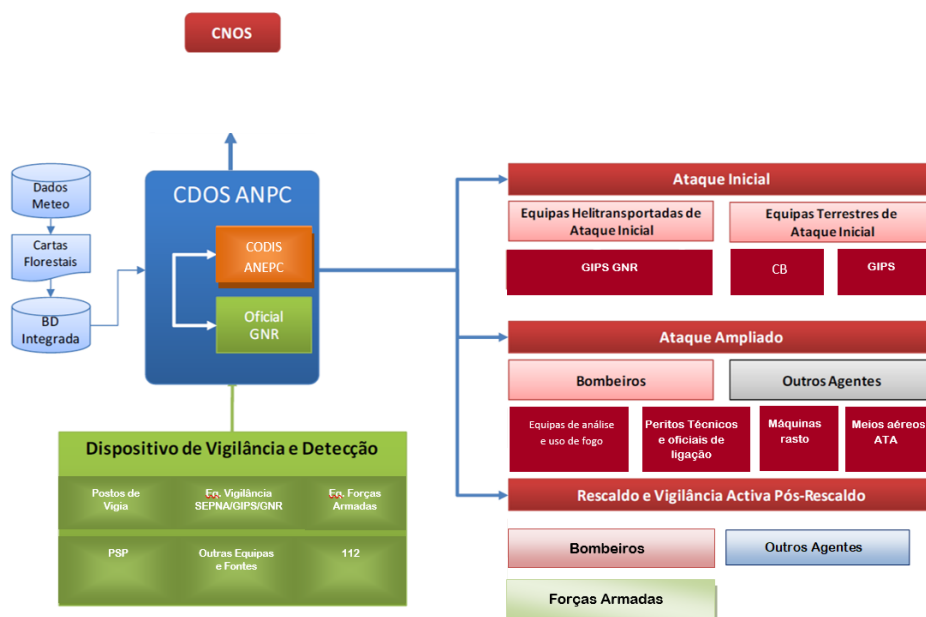 CNOS
Dados
Meteo
Cartas
Florestais
BD
Integrada
CDOS ANPC
CODIS
ANEPC
Oficial
GNR
Dispositivo de Vigilância e Detecção
Postos de
Vigia
Eq. Vigilância
SEPNA/GIPS/GNR
Eq. Forças
Armadas
PSP
Outras Equipas
e Fontes
112
Ataque Inicial
Equipas Helitransportadas de
Ataque Inicial
Equipas Terrestres de
Ataque Inicial
GIPS GNR
CB
GIPS
Ataque Ampliado
Bombeiros
Outros Agentes
Equipas de análise
e uso de fogo
Peritos Técnicos
e oficiais de
ligação
Máquinas
rasto
Meios aéreos
ATA
Rescaldo e Vigilância Activa Pós-Rescaldo
Bombeiros
Outros Agentes
Forças Armadas